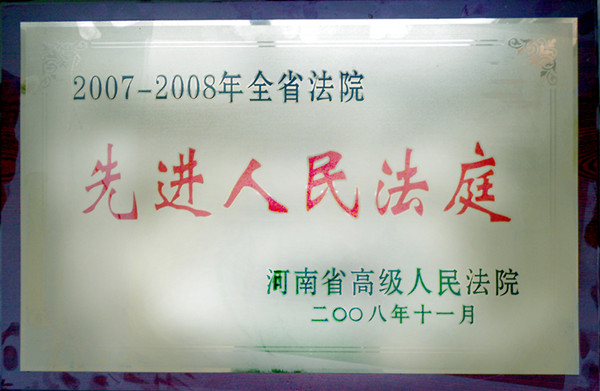 2007-2008年全省法院
先进人民法庭
河南省高级人民法院
二〇〇八年十一月